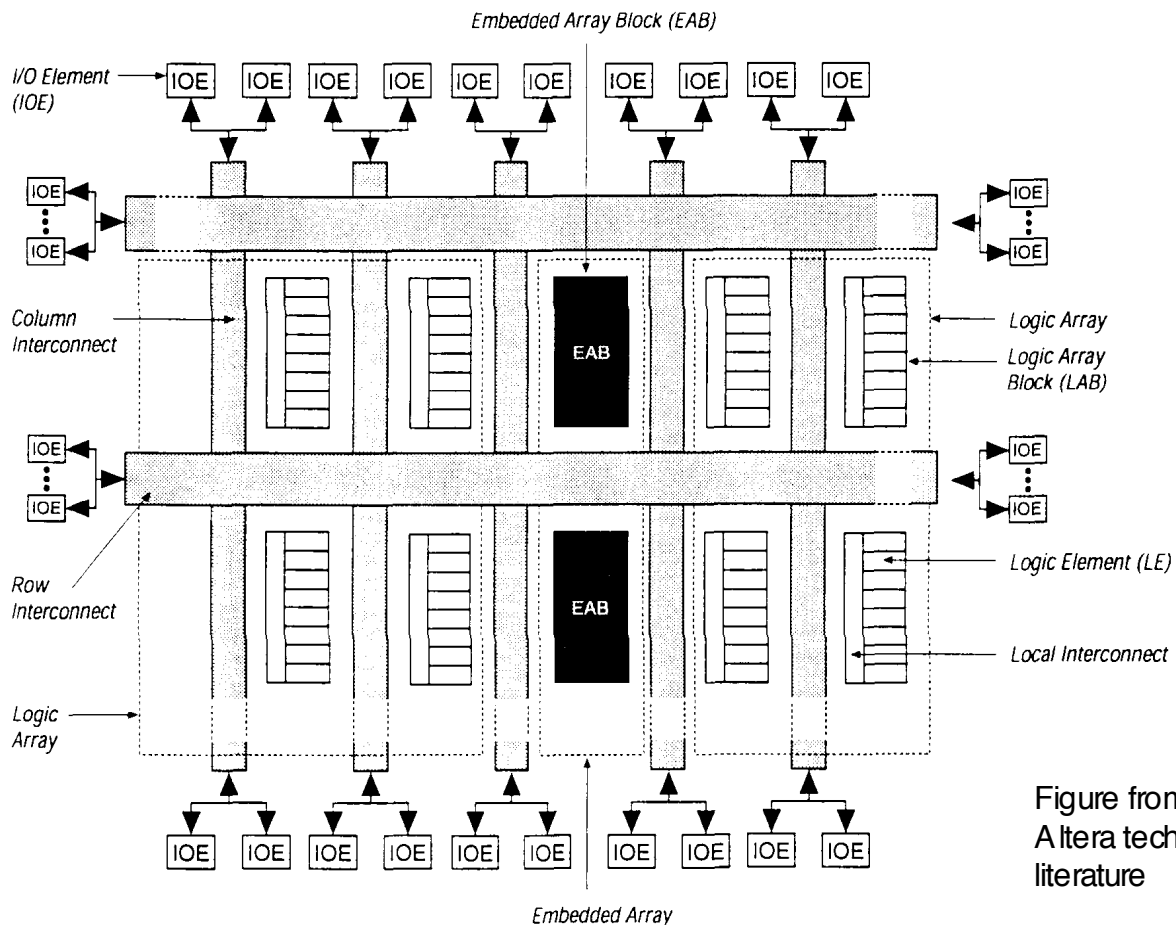 Embedded Array Block (EAB)
I/O Element
(IOE)
IOE IOE IOE IOE IOE IOE IOE IOE IOE IOE
IOE
IOE
IOE
IOE
Column
Interconnect
EAB
Logic Array
Logic Array
Block (LAB)
IOE
IOE
IOE
IOE
Row
Interconnect
EAB
Logic Element (LE)
Local Interconnect
Logic
Array
IOE IOE IOE IOE IOE IOE IOE IOE IOE IOE
Embedded Array
Figure from
Altera tech
literature